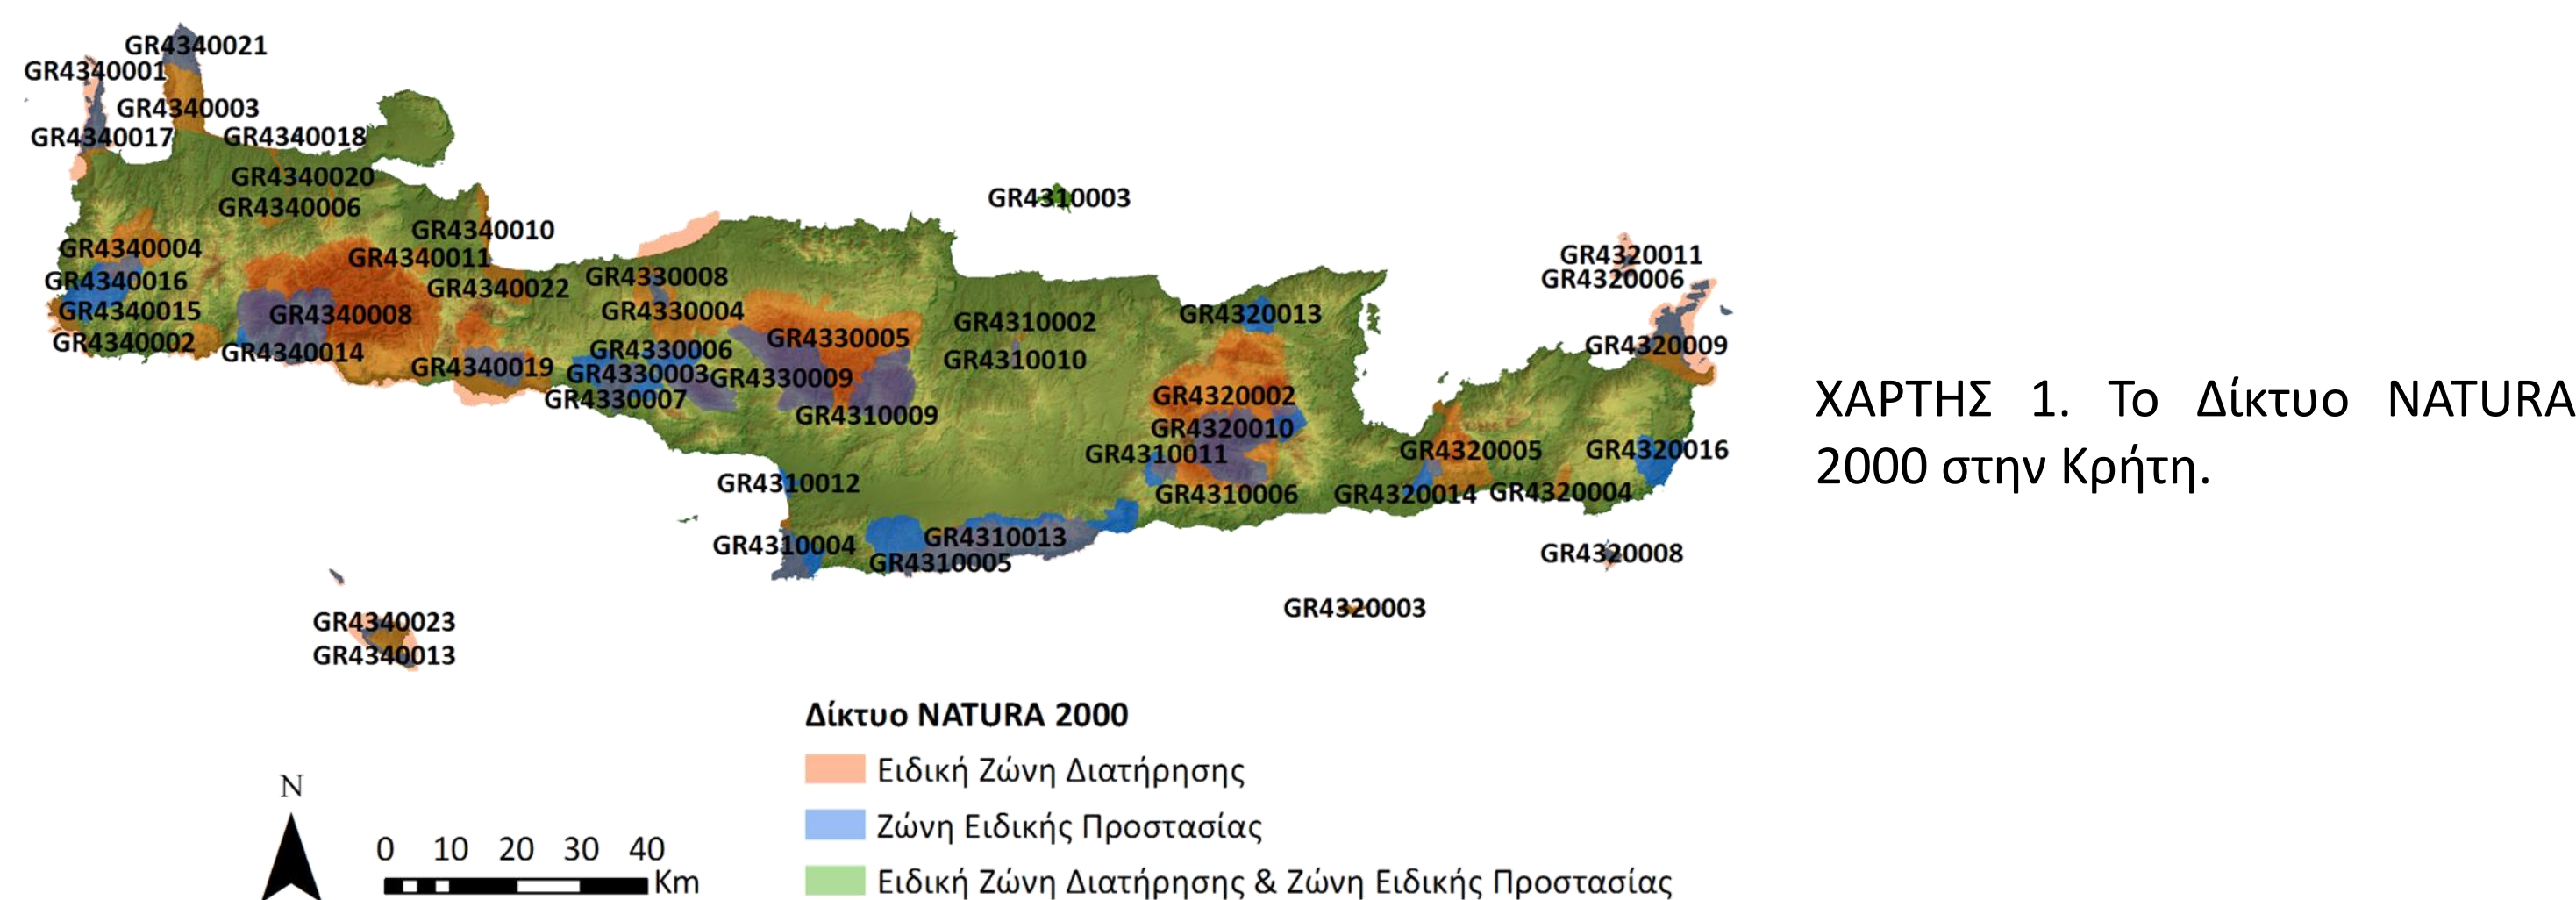 GR4340021
GR4340001
GR4340003
GR4340017 GR4340018
GR4340020
GR4310003
GR4340006
GR4340010
GR4340004
GR4340011
GR4320011
GR4330008
GR4320006
GR4340016
GR4340022
GR4340015
GR4340008
GR4330004
GR4320013
GR4310002
GR4330005
GR4340002
GR4320009
GR4340014
GR4330006
GR4310010
GR4340019
GR4330003 GR4330009
GR4320002
GR4330007
GR4310009
GR4320010
GR4310011
GR4320005
GR4320016
GR4310012
GR4310006
GR4320014 GR4320004
GR4310013
GR4310004
GR4310005
GR4320008
GR4320003
GR4340023
GR4340013
ΧΑΡΤΗΣ 1. Το Δίκτυο NATURA
2000 στην Κρήτη.
Δίκτυο NATURA 2000
Ειδική Ζώνη Διατήρησης
Ζώνη Ειδικής Προστασίας
Ειδική Ζώνη Διατήρησης & Ζώνη Ειδικής Προστασίας
N
0 10 20 30 40
Km